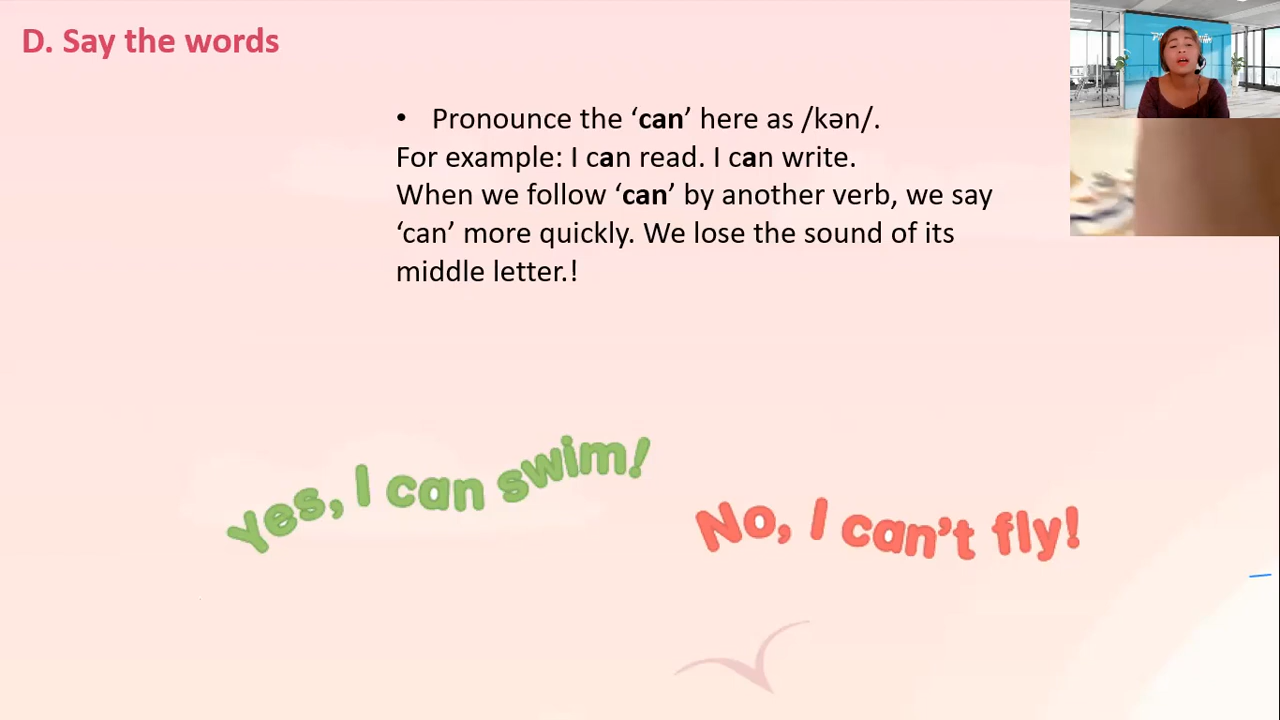 D. Say the words
• Pronounce the ‘can’ here as /kən/.
For example: I can read. I can write.
When we follow ‘can’ by another verb, we say
‘can’ more quickly. We lose the sound of its
middle letter.!
Yes, I can swim!
No, I can’t fly!